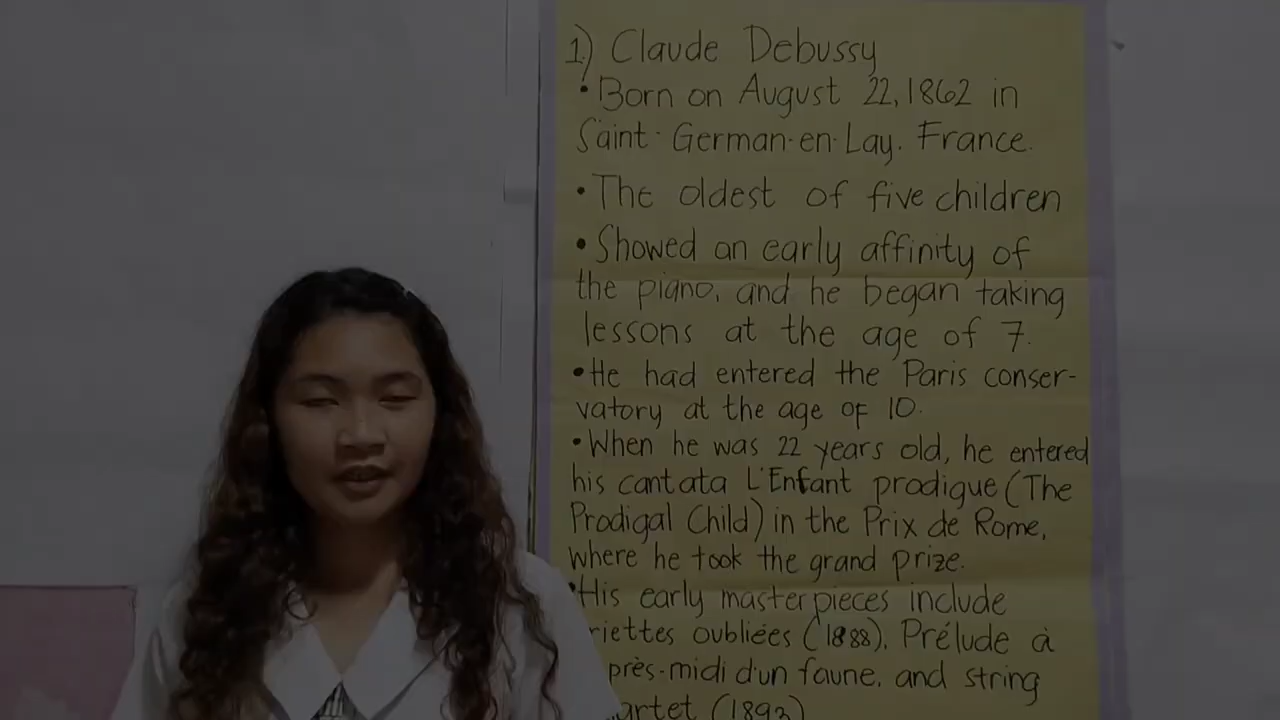 1.) Claude Debussy
• Born on August 22, 1862 in
Saint-German-en-Lay. France.
• The oldest of five children
• Showed an early affinity of
the piano, and he began taking
lessons at the age of 7.
• He had entered the Paris conser-
vatory at the age of 10.
• When he was 22 years old, he entered
his cantata L'Enfant prodigue (The
Prodigal Child) in the Prix de Rome,
where he took the grand prize.
• His early masterpieces include
riettes oubliées (1888), Prélude à
près-midi d'un faune, and string
artet (1893)